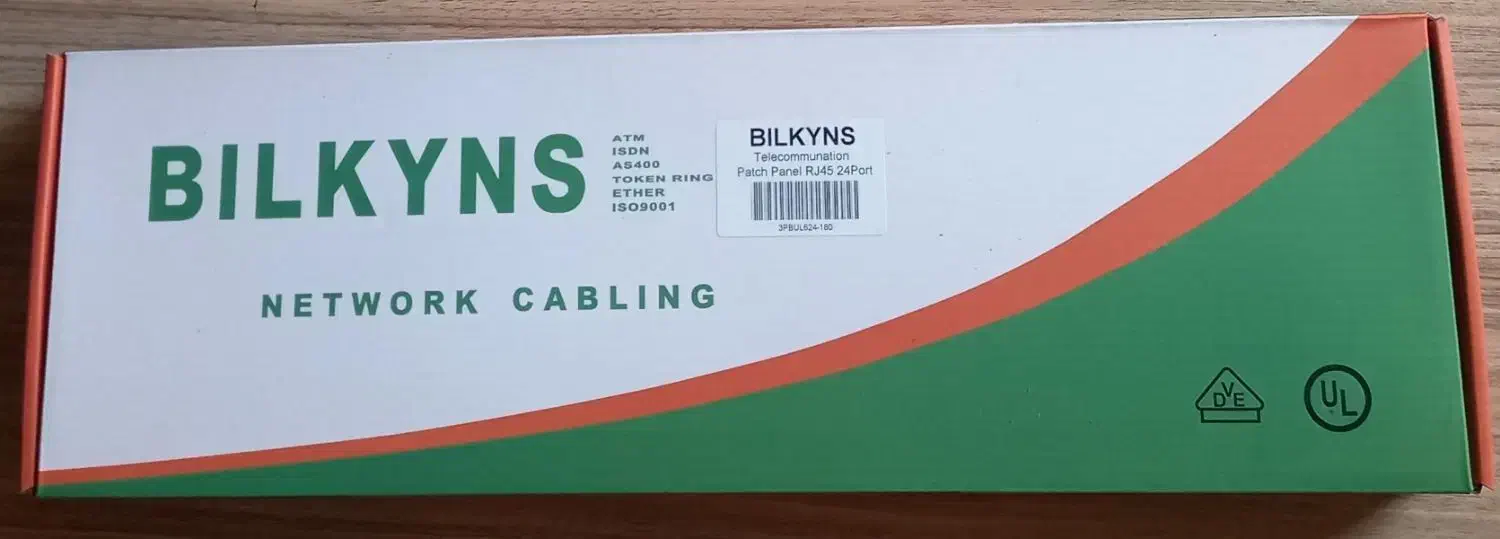 BILKYNS
ATM
ISDN
AS400
TOKEN RING
ETHER
ISO9001
NETWORK CABLING
BILKYNS
Telecommunation
Patch Panel RJ45 24Port
3PBUL624-180
VDE
UL